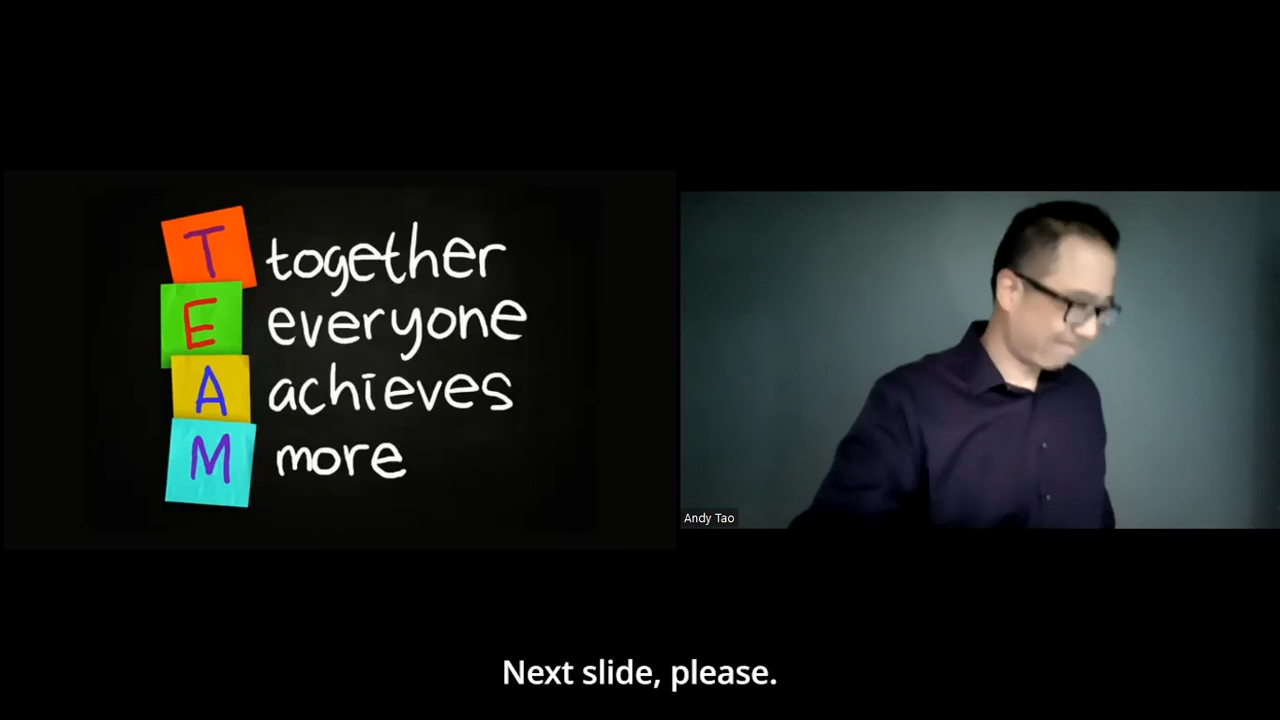 T together
E everyone
A achieves
M more
Andy Tao
Next slide, please.